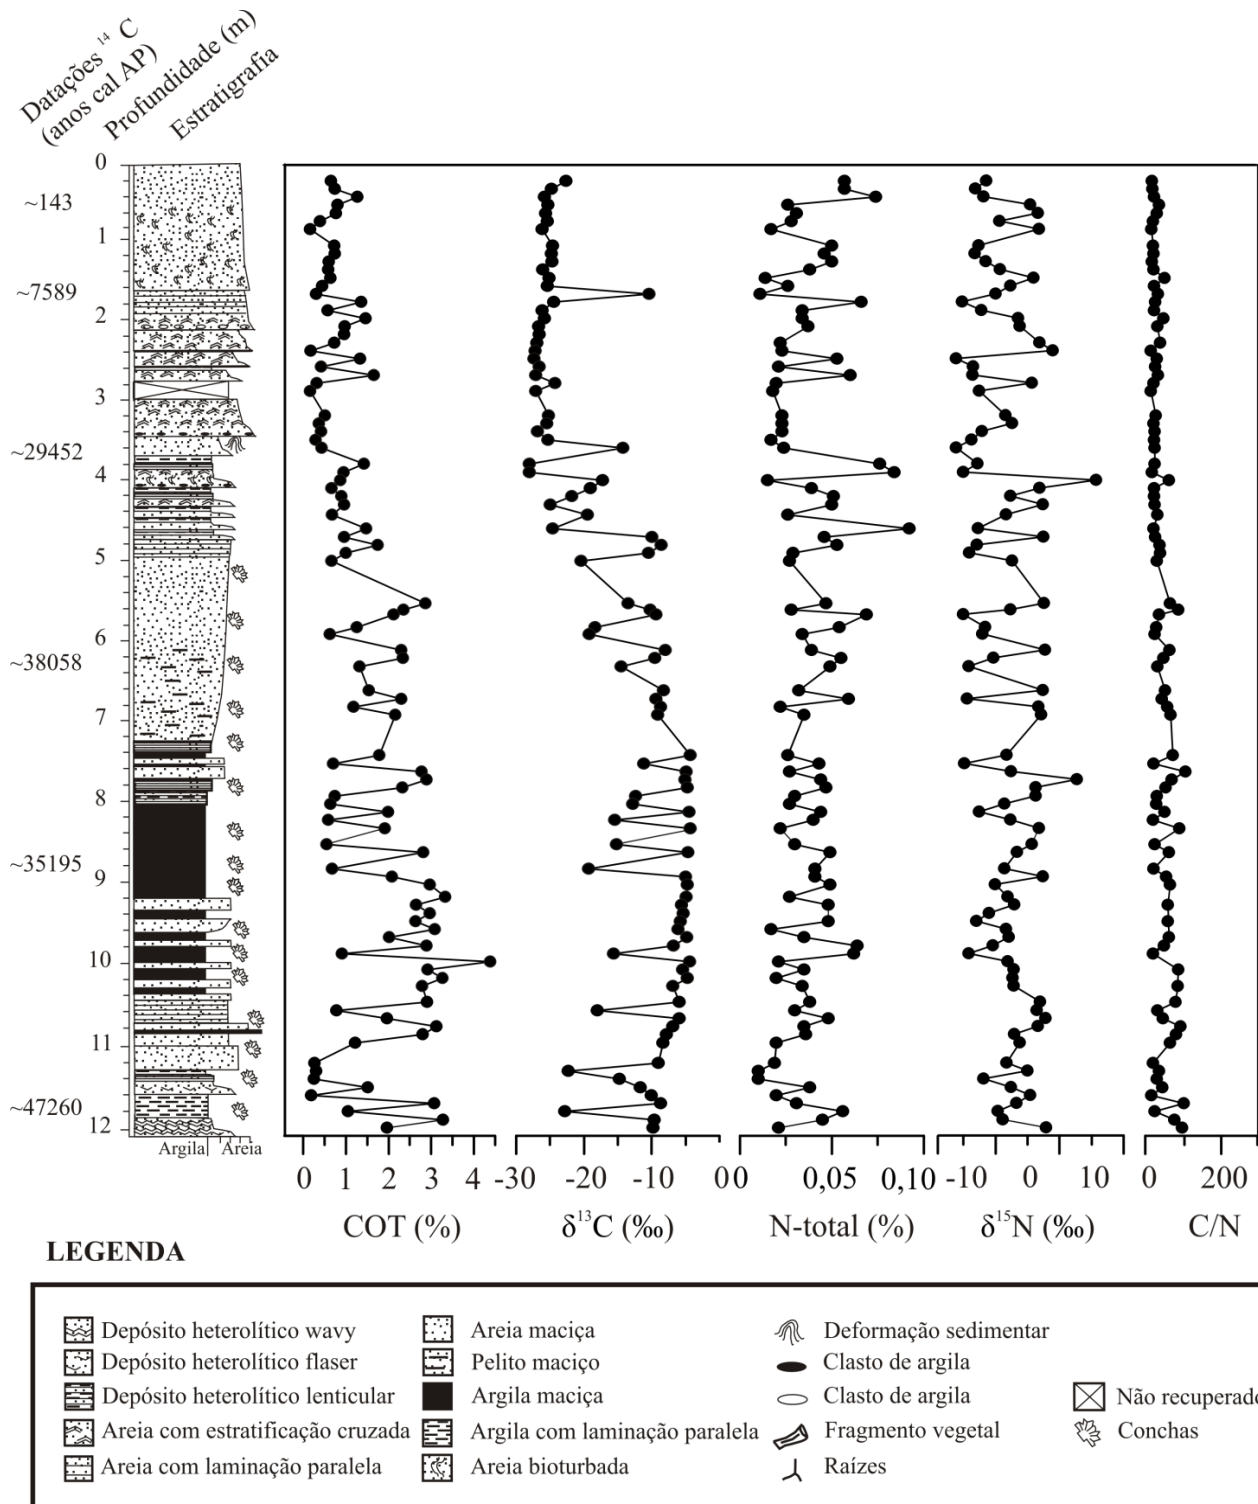 Datações ¹⁴ C
(anos cal AP)
Profundidade (m)
Estratigrafia
0
~143
1
~7589
2
3
~29452
4
5
6
~38058
7
8
~35195
9
10
11
~47260
12
Argila Areia
0 1 2 3 4 -30 -20 -10 0 0 0,05 0,10 -10 0 10 0 200
COT (%) δ¹³C (‰) N-total (%) δ¹⁵N (‰) C/N
LEGENDA
Depósito heterolítico wavy
Depósito heterolítico flaser
Depósito heterolítico lenticular
Areia com estratificação cruzada
Areia com laminação paralela
Areia maciça
Pelito maciço
Argila maciça
Argila com laminação paralela
Areia bioturbada
Deformação sedimentar
Clasto de argila
Clasto de argila
Fragmento vegetal
Raízes
Não recuperado
Conchas